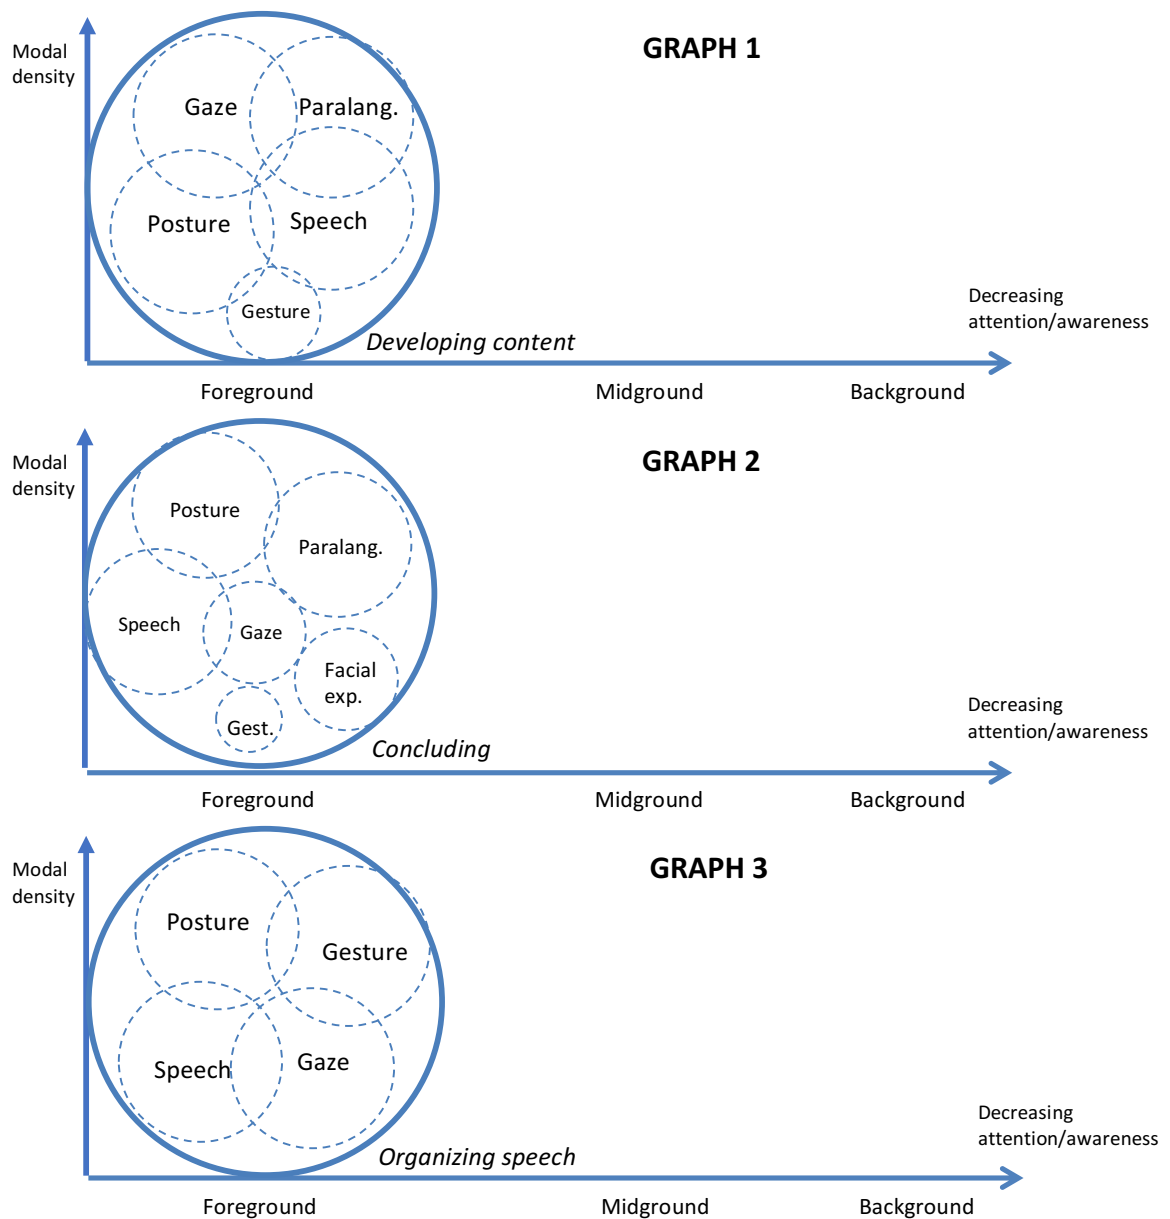 GRAPH 1
Modal
density
Gaze
Paralang.
Posture
Speech
Gesture
Developing content
Decreasing
attention/awareness
Foreground
Midground
Background
GRAPH 2
Modal
density
Posture
Paralang.
Speech
Gaze
Facial
exp.
Gest.
Concluding
Decreasing
attention/awareness
Foreground
Midground
Background
GRAPH 3
Modal
density
Posture
Gesture
Speech
Gaze
Organizing speech
Decreasing
attention/awareness
Foreground
Midground
Background